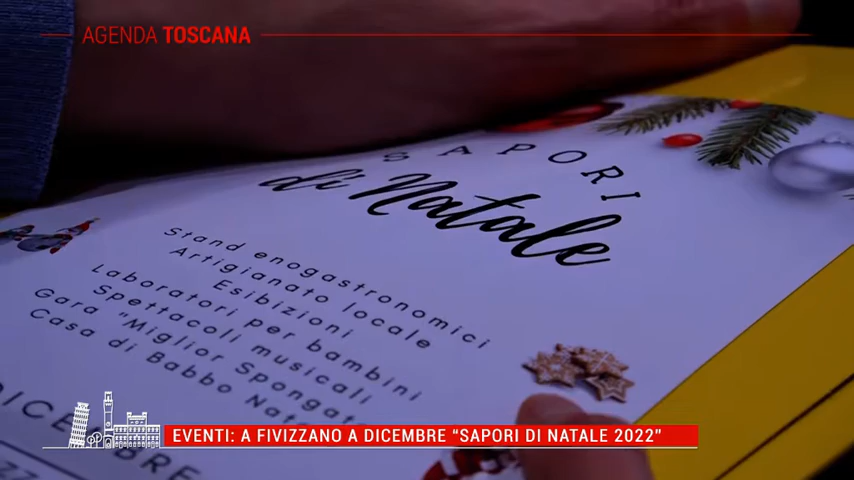 AGENDA TOSCANA
SAPORI
di Natale
Stand enogastronomici
Artigianato locale
Esibizioni
Laboratori per bambini
Spettacoli musicali
Gara "Miglior Spongat
Casa di Babbo Nat
EVENTI: A FIVIZZANO A DICEMBRE “SAPORI DI NATALE 2022”